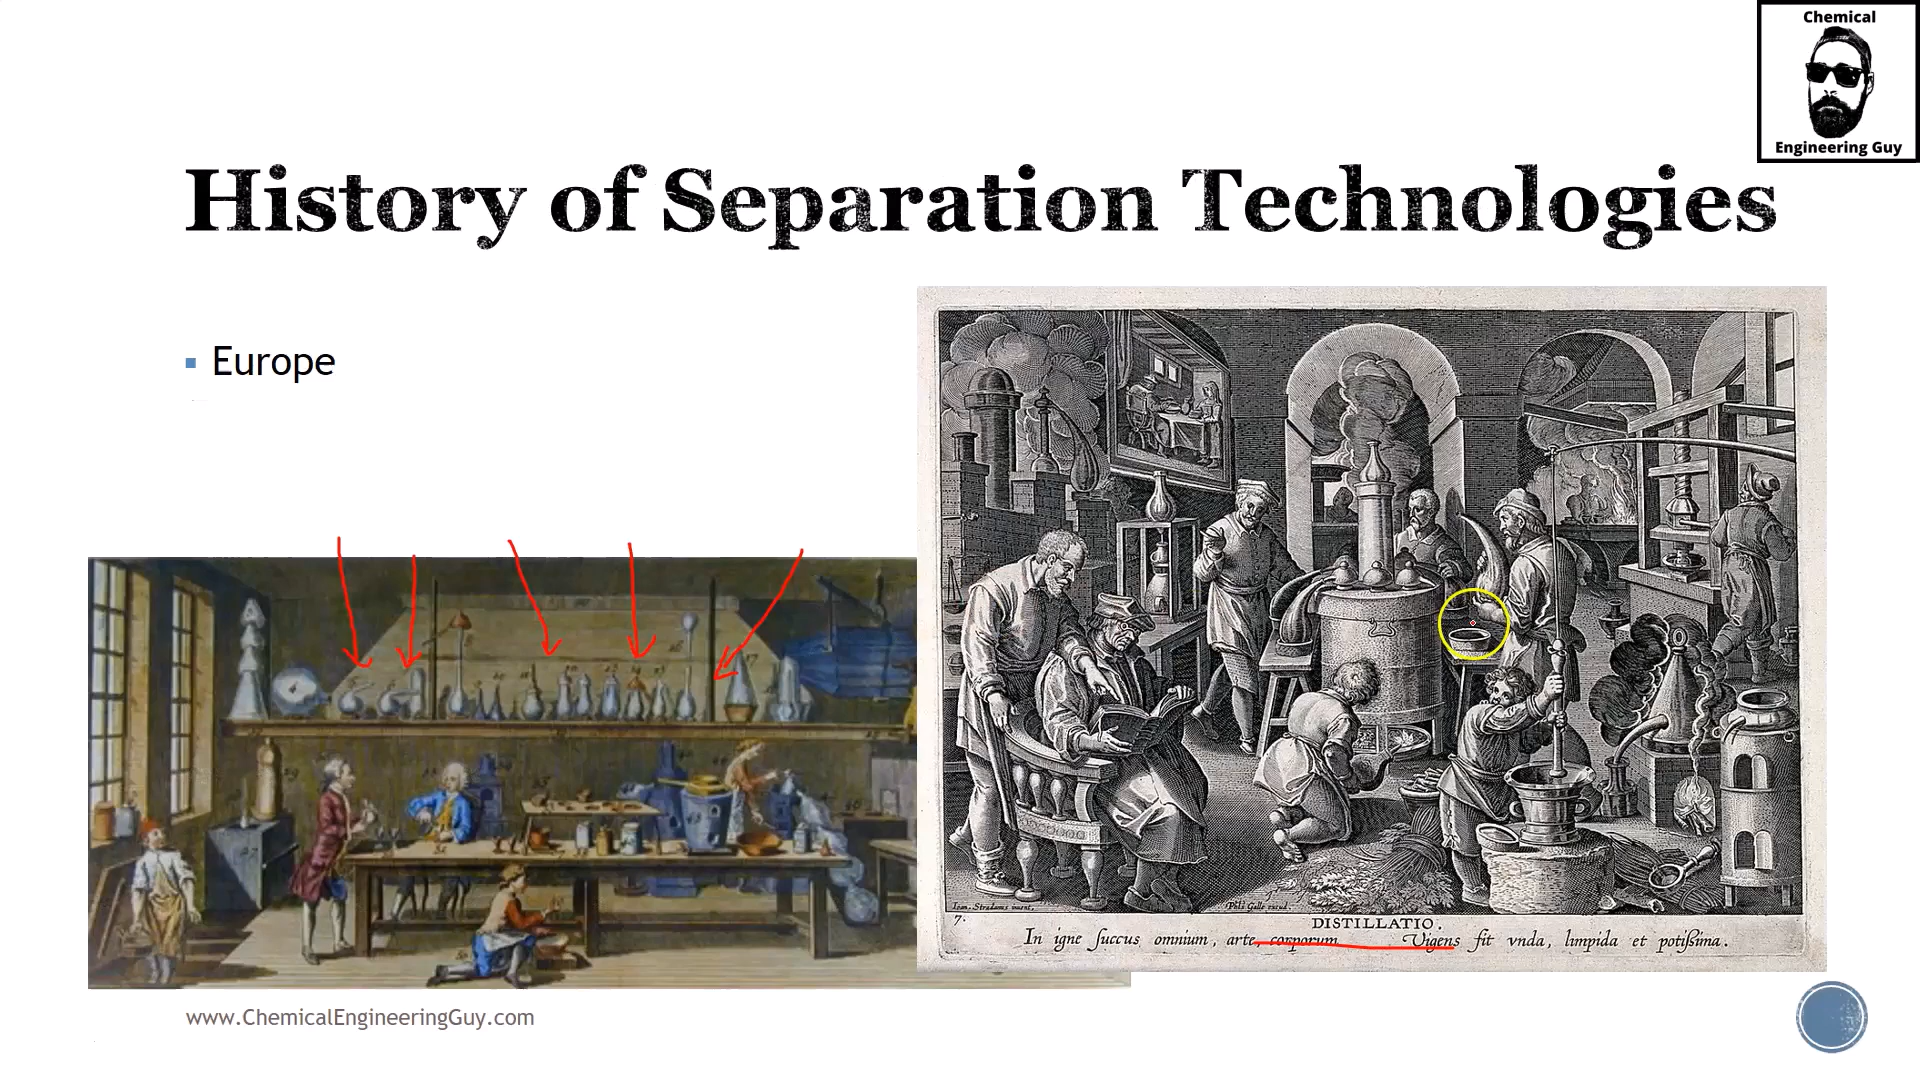 Chemical
Engineering Guy
History of Separation Technologies
Europe
Ioan. Stradanus invent.
Phls Galle excud.
7.
DISTILLATIO.
In igne succus omnium, arte, corporum Vigens fit vnda, limpida et potissima.
www.ChemicalEngineeringGuy.com